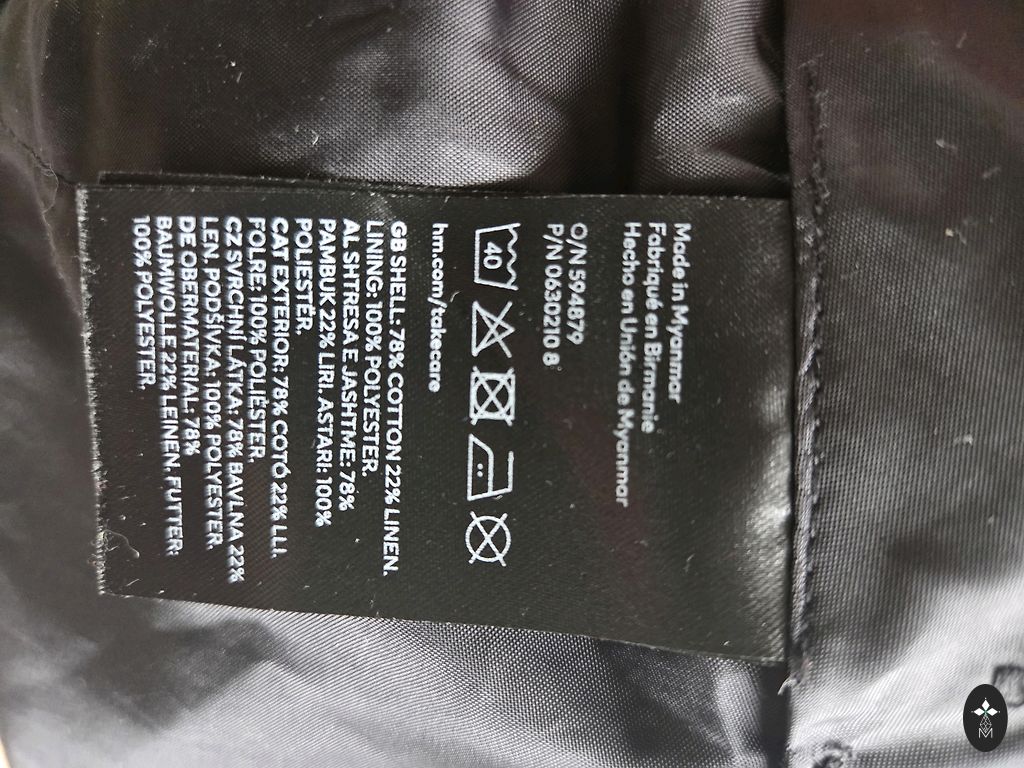 Made in Myanmar
Fabriqué en Birmanie
Hecho en Unión de Myanmar
O/N 594879
P/N 0630210 8
40
hm.com/takecare
GB SHELL: 78% COTTON 22% LINEN.
LINING: 100% POLYESTER.
AL SHTRESA E JASHTME: 78%
PAMBUK 22% LIRI. ASTARI: 100%
POLIESTËR.
CAT EXTERIOR: 78% COTÓ 22% LLI.
FOLRE: 100% POLIÈSTER.
CZ SVRCHNÍ LÁTKA: 78% BAVLNA 22%
LEN. PODŠÍVKA. 100% POLYESTER.
DE OBERMATERIAL: 78%
BAUMWOLLE 22% LEINEN. FUTTER:
100% POLYESTER.
M